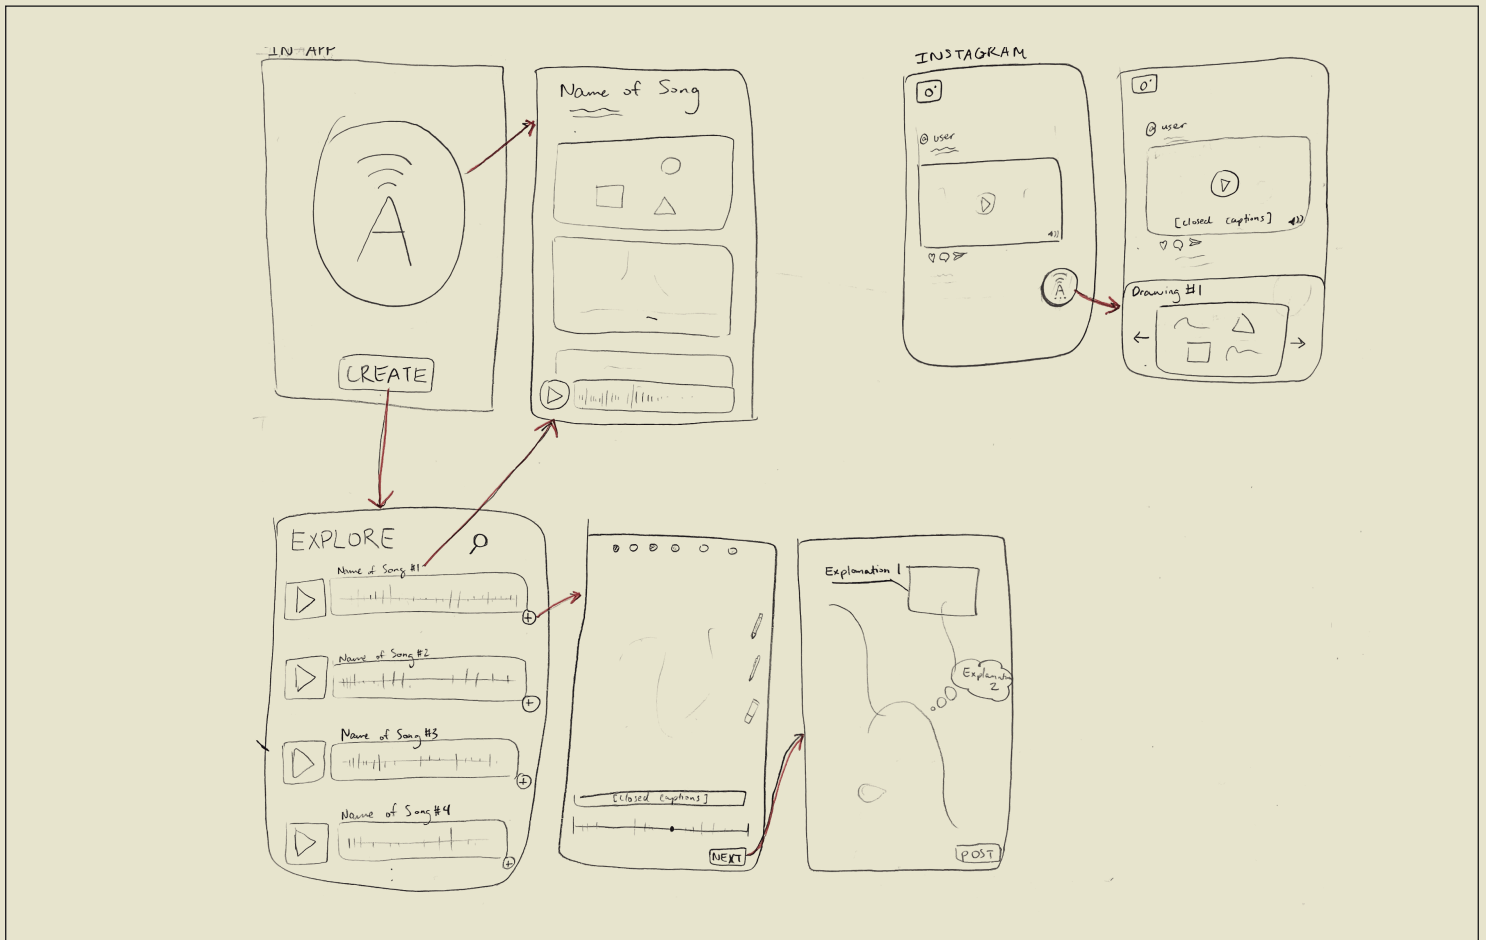 IN-APP
A
CREATE
Name of Song
INSTAGRAM
@ user
A
@ user
[closed captions]
Drawing #1
EXPLORE
Name of Song #1
Name of Song #2
Name of Song #3
Name of Song #4
[closed captions]
NEXT
Explanation 1
Explanation
2
POST